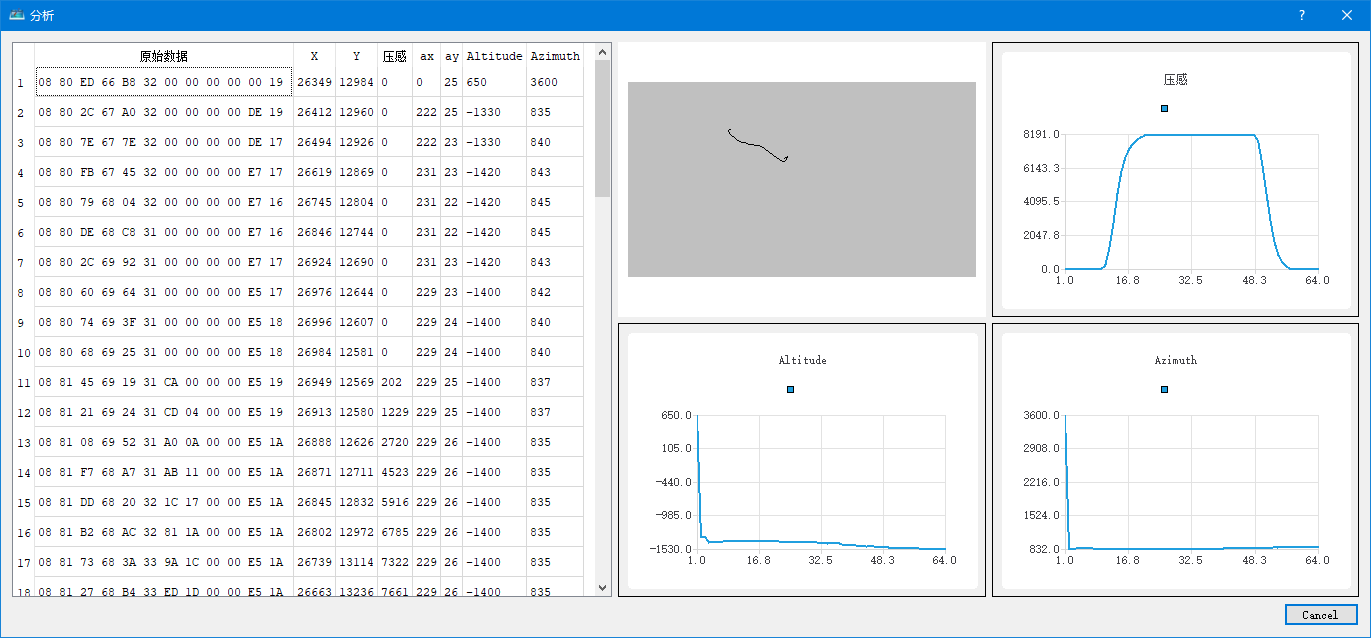 分析
? ×
原始数据 X Y 压感 ax ay Altitude Azimuth
1 08 80 ED 66 B8 32 00 00 00 00 00 19 26349 12984 0 0 25 650 3600
2 08 80 2C 67 A0 32 00 00 00 00 DE 19 26412 12960 0 222 25 -1330 835
3 08 80 7E 67 7E 32 00 00 00 00 DE 17 26494 12926 0 222 23 -1330 840
4 08 80 FB 67 45 32 00 00 00 00 E7 17 26619 12869 0 231 23 -1420 843
5 08 80 79 68 04 32 00 00 00 00 E7 16 26745 12804 0 231 22 -1420 845
6 08 80 DE 68 C8 31 00 00 00 00 E7 16 26846 12744 0 231 22 -1420 845
7 08 80 2C 69 92 31 00 00 00 00 E7 17 26924 12690 0 231 23 -1420 843
8 08 80 60 69 64 31 00 00 00 00 E5 17 26976 12644 0 229 23 -1400 842
9 08 80 74 69 3F 31 00 00 00 00 E5 18 26996 12607 0 229 24 -1400 840
10 08 80 68 69 25 31 00 00 00 00 E5 18 26984 12581 0 229 24 -1400 840
11 08 81 45 69 19 31 CA 00 00 00 E5 19 26949 12569 202 229 25 -1400 837
12 08 81 21 69 24 31 CD 04 00 00 E5 19 26913 12580 1229 229 25 -1400 837
13 08 81 08 69 52 31 A0 0A 00 00 E5 1A 26888 12626 2720 229 26 -1400 835
14 08 81 F7 68 A7 31 AB 11 00 00 E5 1A 26871 12711 4523 229 26 -1400 835
15 08 81 DD 68 20 32 1C 17 00 00 E5 1A 26845 12832 5916 229 26 -1400 835
16 08 81 B2 68 AC 32 81 1A 00 00 E5 1A 26802 12972 6785 229 26 -1400 835
17 08 81 73 68 3A 33 9A 1C 00 00 E5 1A 26739 13114 7322 229 26 -1400 835
18 08 81 27 68 B4 33 ED 1D 00 00 E5 1A 26663 13236 7661 229 26 -1400 835
压感
8191.0
6143.3
4095.5
2047.8
0.0
1.0 16.8 32.5 48.3 64.0
Altitude
650.0
105.0
-440.0
-985.0
-1530.0
1.0 16.8 32.5 48.3 64.0
Azimuth
3600.0
2908.0
2216.0
1524.0
832.0
1.0 16.8 32.5 48.3 64.0
Cancel